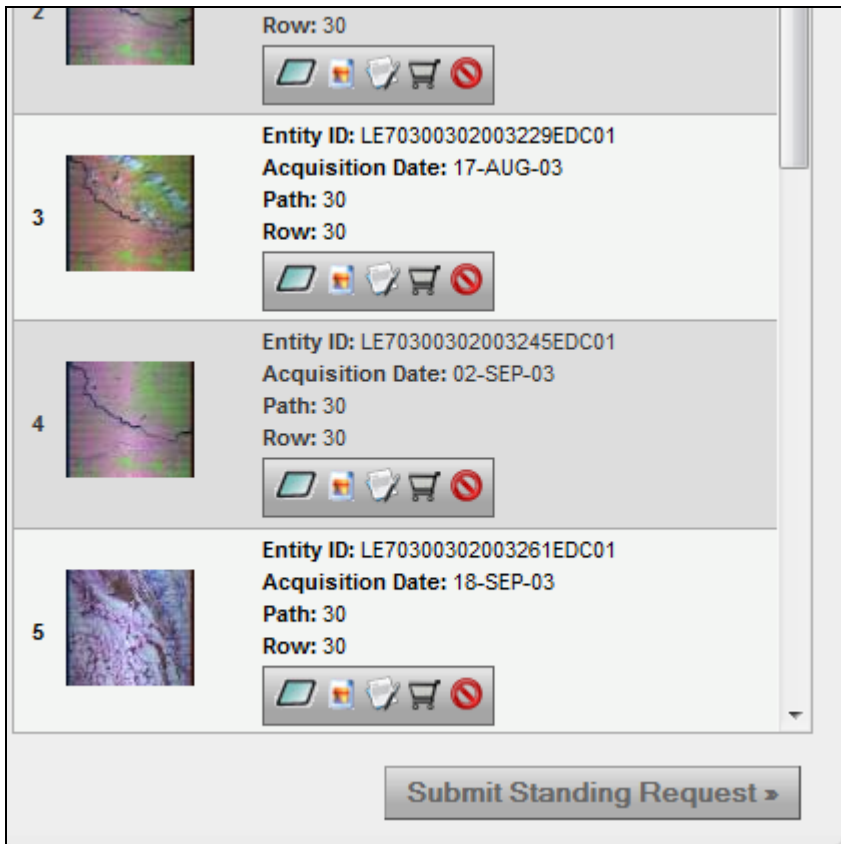 2
Row: 30
Entity ID: LE70300302003229EDC01
Acquisition Date: 17-AUG-03
3
Path: 30
Row: 30
Entity ID: LE70300302003245EDC01
Acquisition Date: 02-SEP-03
4
Path: 30
Row: 30
Entity ID: LE70300302003261EDC01
Acquisition Date: 18-SEP-03
5
Path: 30
Row: 30
Submit Standing Request »